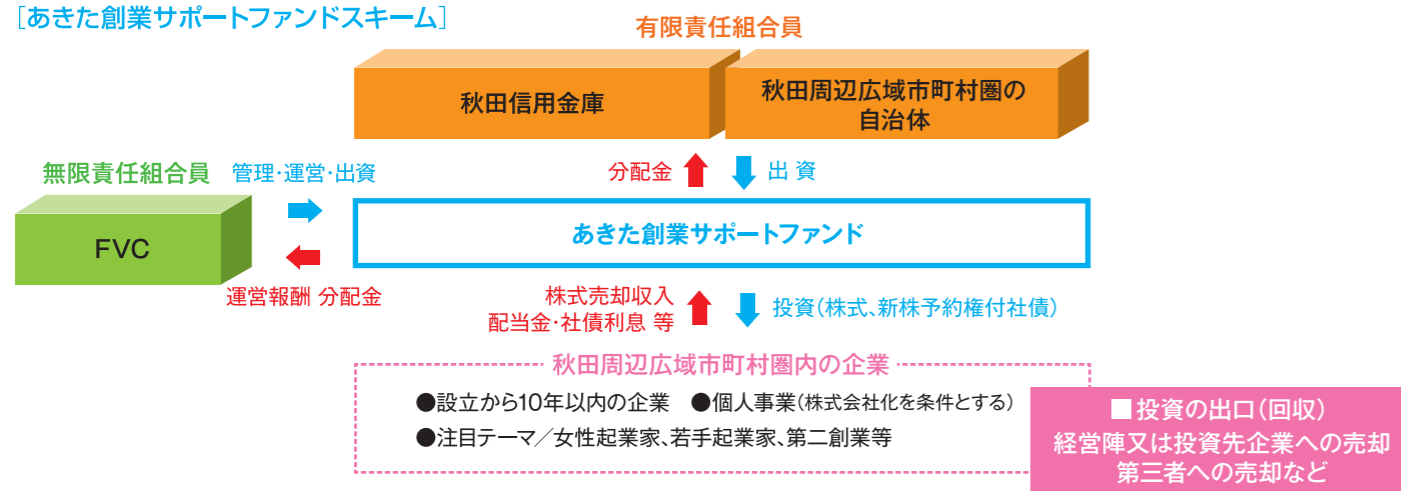 [あきた創業サポートファンドスキーム]
有限責任組合員
秋田信用金庫
秋田周辺広域市町村圏の
自治体
無限責任組合員
管理・運営・出資
分配金
出 資
FVC
あきた創業サポートファンド
運営報酬 分配金
株式売却収入
配当金・社債利息 等
投資(株式、新株予約権付社債)
秋田周辺広域市町村圏内の企業
●設立から10年以内の企業 ●個人事業(株式会社化を条件とする)
●注目テーマ/女性起業家、若手起業家、第二創業等
■投資の出口(回収)
経営陣又は投資先企業への売却
第三者への売却など